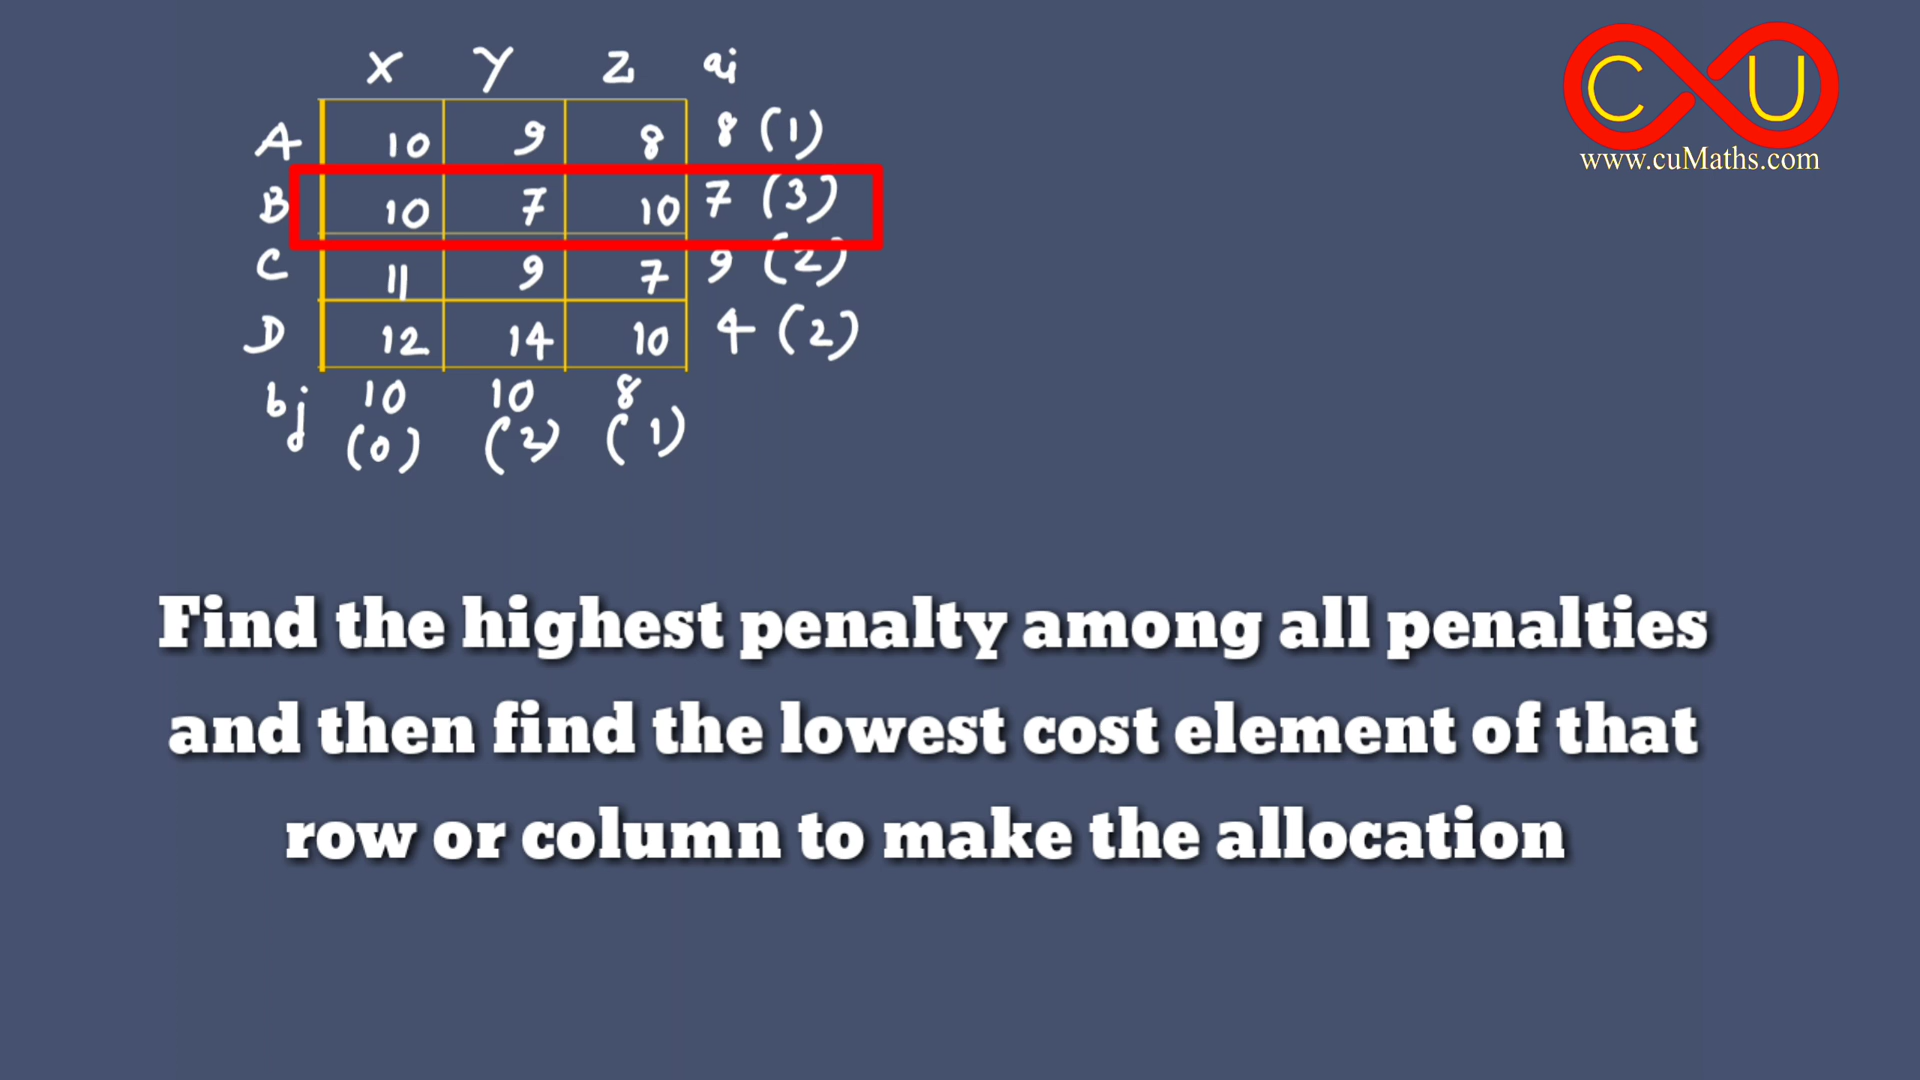 X Y Z ai
A 10 9 8 8 (1)
B 10 7 10 7 (3)
C 11 9 7 9 (2)
D 12 14 10 4 (2)
bj 10 10 8
(0) (2) (1)
CU
www.cuMaths.com
Find the highest penalty among all penalties
and then find the lowest cost element of that
row or column to make the allocation